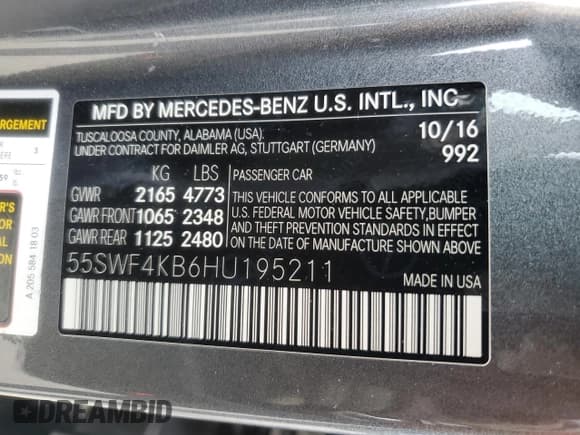 MFD BY MERCEDES-BENZ U.S. INTL., INC
TUSCALOOSA COUNTY, ALABAMA (USA). 10/16
UNDER CONTRACT FOR DAIMLER AG, STUTTGART (GERMANY) 992
KG LBS PASSENGER CAR
GVWR 2165 4773
GAWR FRONT 1065 2348
GAWR REAR 1125 2480
THIS VEHICLE CONFORMS TO ALL APPLICABLE
U.S. FEDERAL MOTOR VEHICLE SAFETY, BUMPER
AND THEFT PREVENTION STANDARDS IN EFFECT
ON THE DATE OF MANUFACTURE SHOWN ABOVE.
55SWF4KB6HU195211
MADE IN USA
A 205 584 18 03
DREAMBID